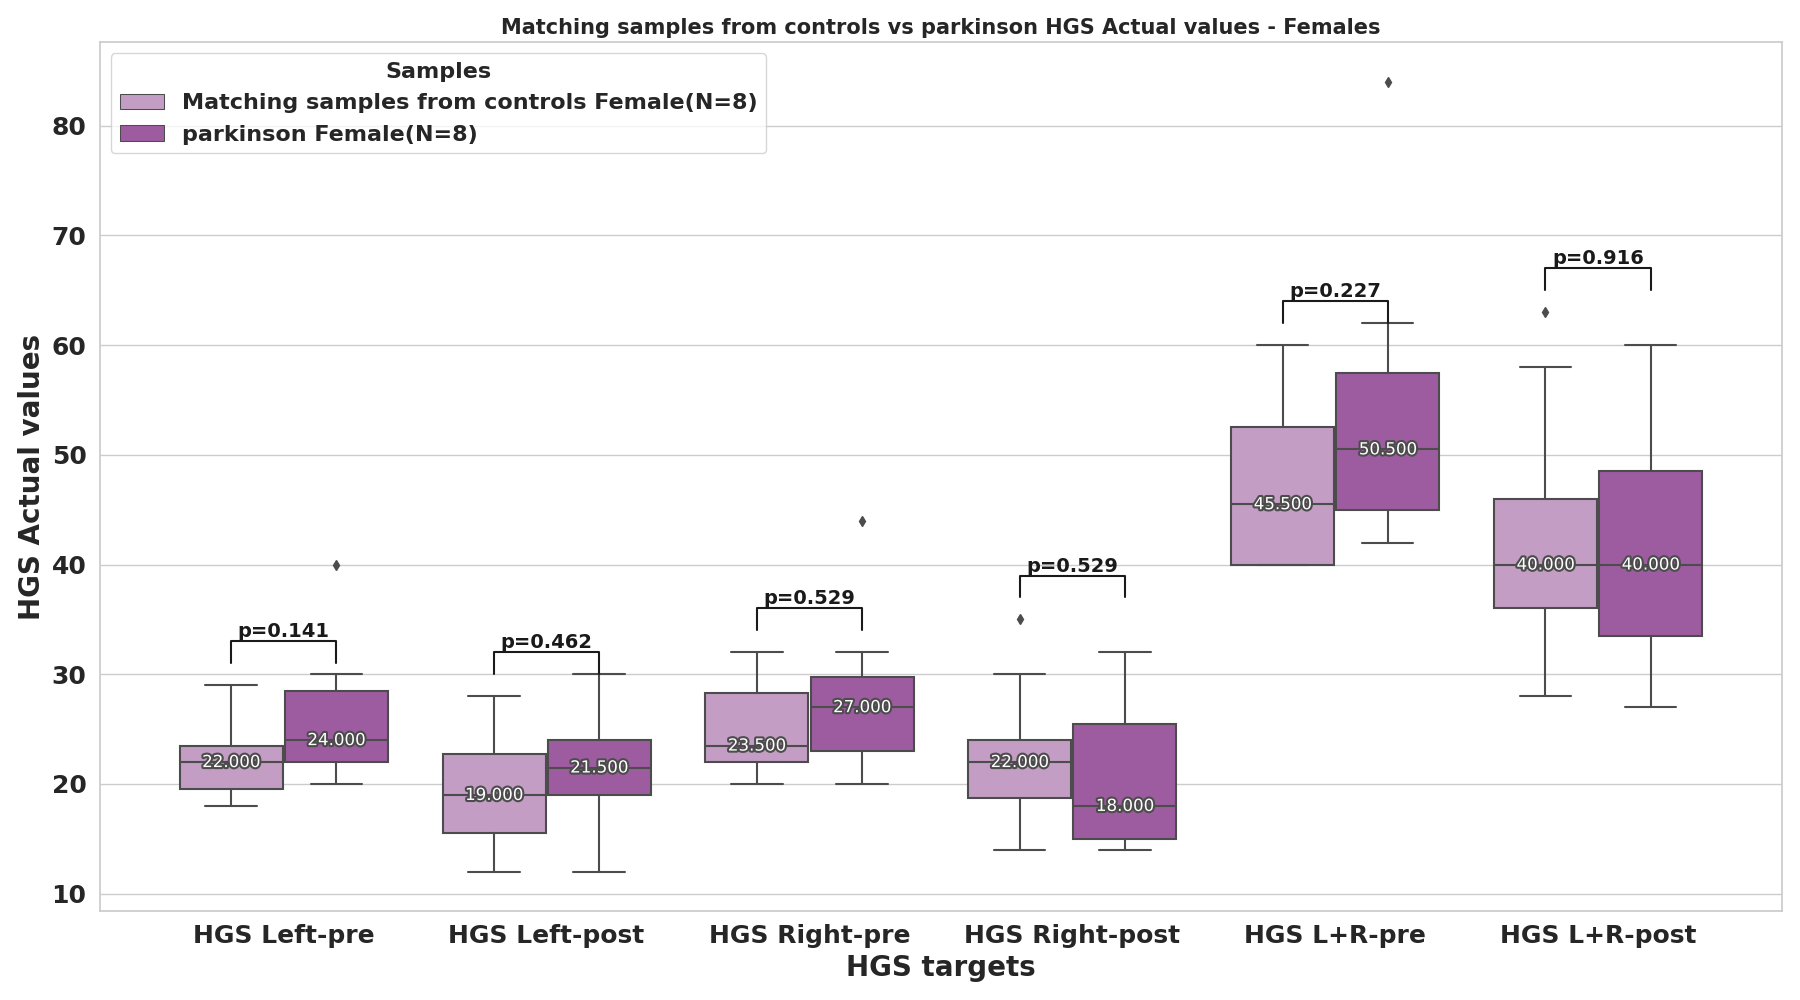 Matching samples from controls vs parkinson HGS Actual values - Females
Samples
Matching samples from controls Female(N=8)
parkinson Female(N=8)
HGS Actual values
80
70
60
50
40
30
20
10
p=0.141
p=0.462
p=0.529
p=0.529
p=0.227
p=0.916
22.000
24.000
19.000
21.500
23.500
27.000
22.000
18.000
45.500
50.500
40.000
40.000
HGS Left-pre
HGS Left-post
HGS Right-pre
HGS Right-post
HGS L+R-pre
HGS L+R-post
HGS targets